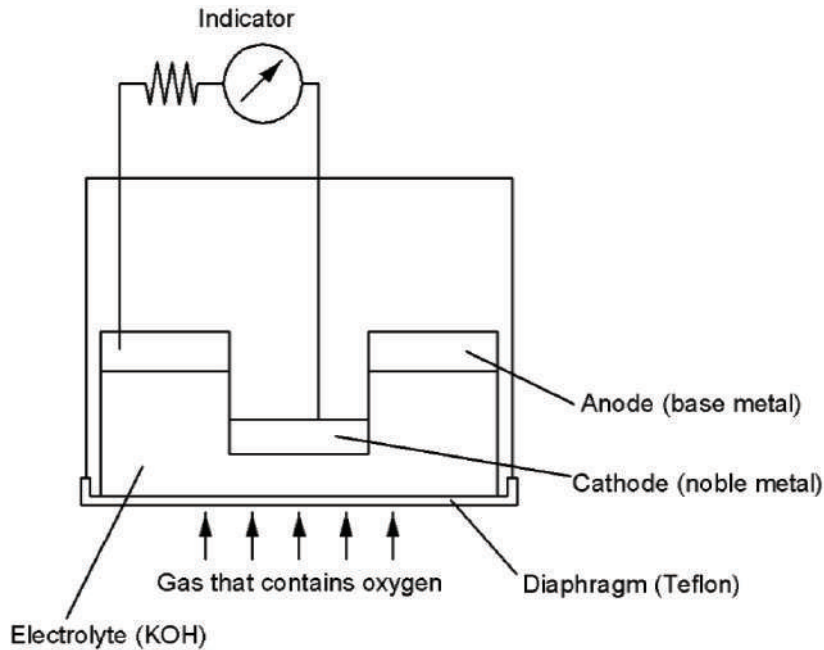 Indicator
Anode (base metal)
Cathode (noble metal)
Gas that contains oxygen
Diaphragm (Teflon)
Electrolyte (KOH)